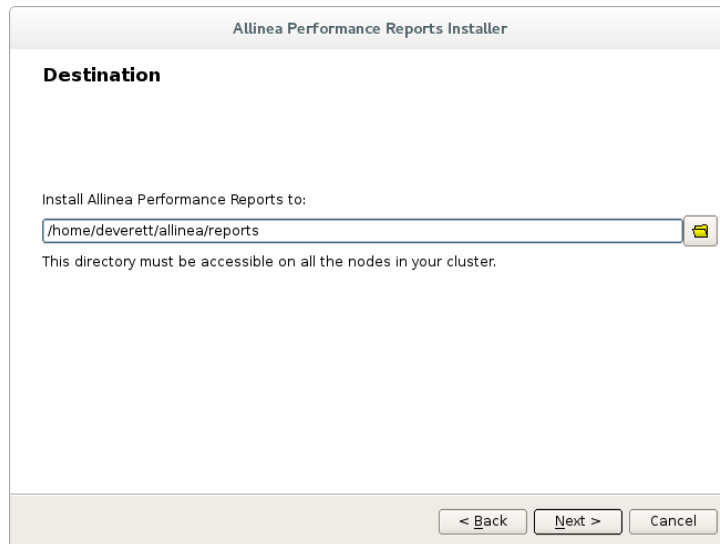 Allinea Performance Reports Installer
Destination
Install Allinea Performance Reports to:
/home/deverett/allinea/reports
This directory must be accessible on all the nodes in your cluster.
< Back
Next >
Cancel